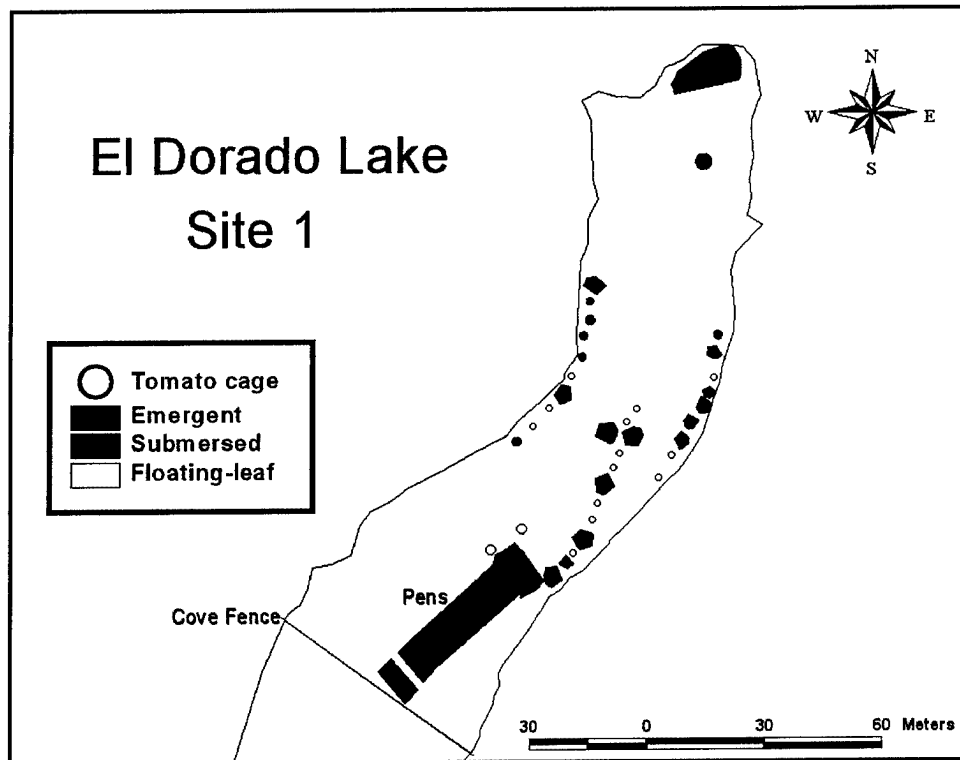 El Dorado Lake
Site 1
N
W E
S
Tomato cage
Emergent
Submersed
Floating-leaf
Pens
Cove Fence
30 0 30 60 Meters